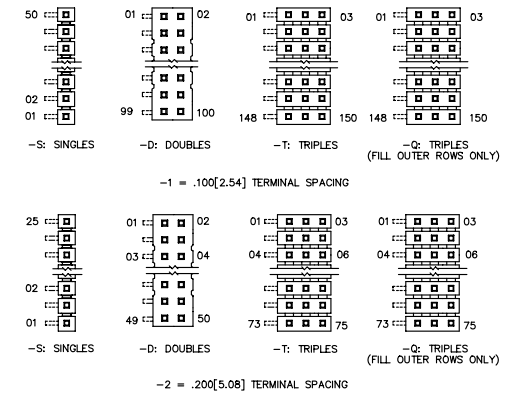 50 01 02 01 03 01 03
02
01 99 100 148 150 148 150
-S: SINGLES -D: DOUBLES -T: TRIPLES -Q: TRIPLES
(FILL OUTER ROWS ONLY)
-1 = .100[2.54] TERMINAL SPACING
25 01 02 01 03 01 03
03 04 04 06 04 06
02
01 49 50 73 75 73 75
-S: SINGLES -D: DOUBLES -T: TRIPLES -Q: TRIPLES
(FILL OUTER ROWS ONLY)
-2 = .200[5.08] TERMINAL SPACING